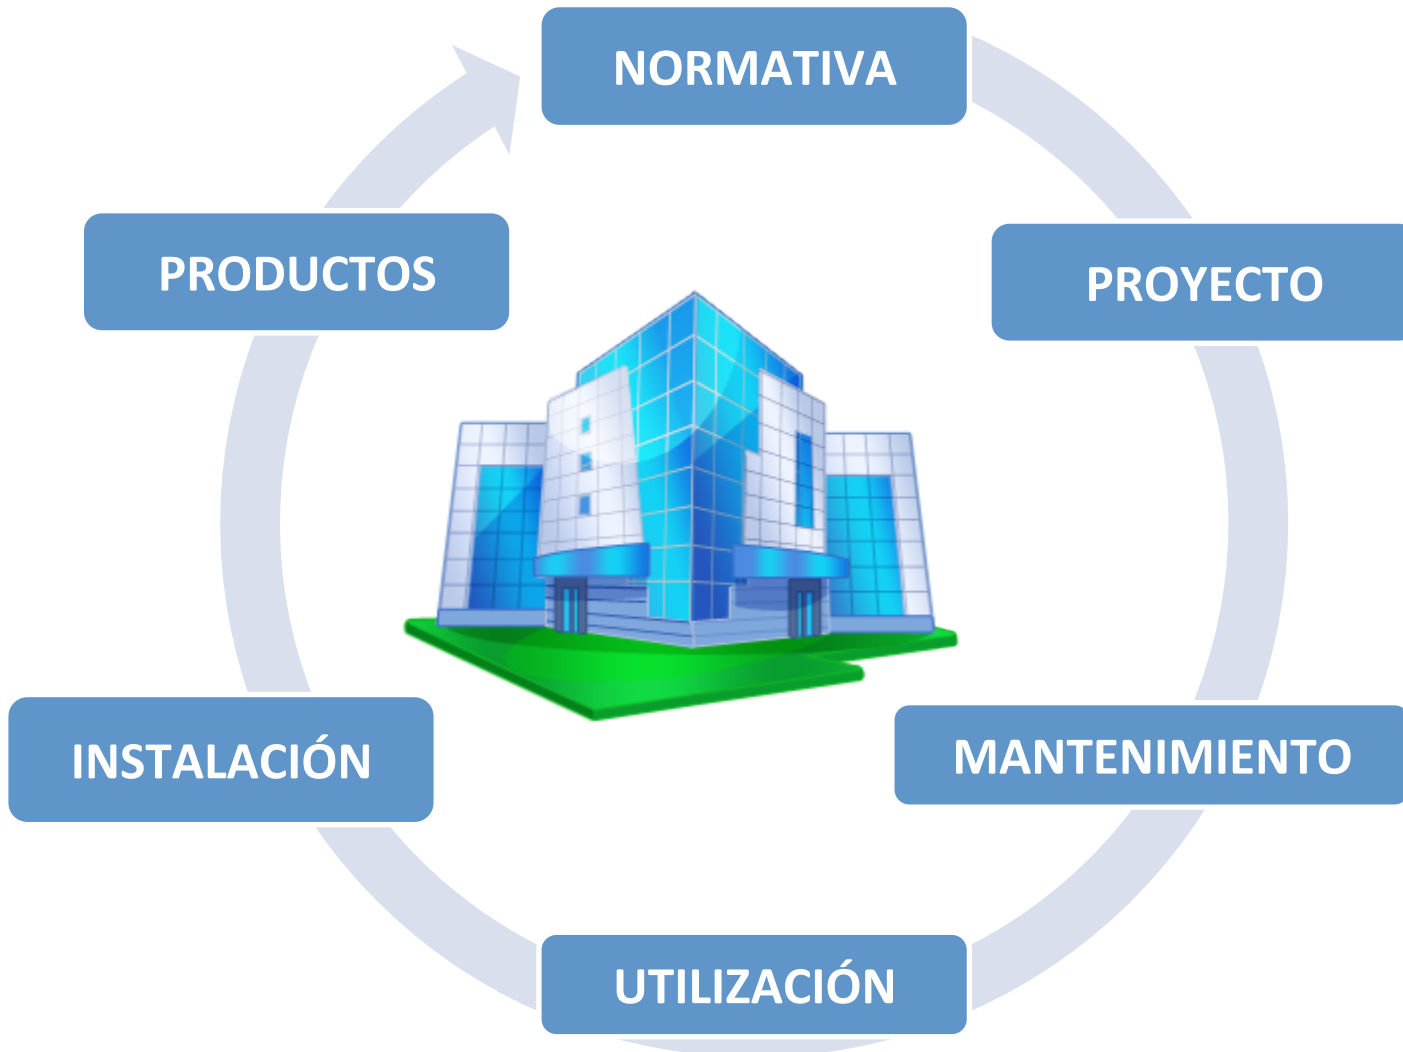 NORMATIVA
PRODUCTOS
PROYECTO
INSTALACIÓN
MANTENIMIENTO
UTILIZACIÓN